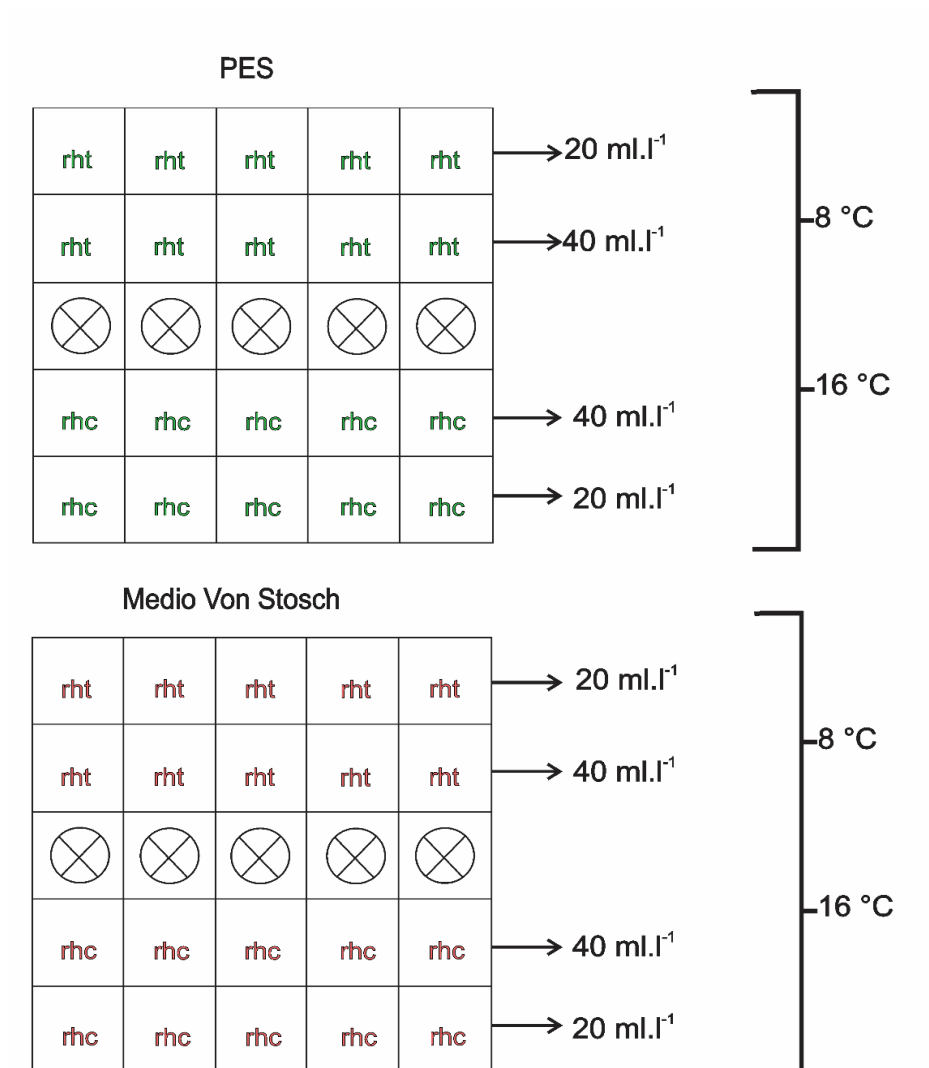 PES
rht rht rht rht rht 20 ml.l⁻¹
8 °C
rht rht rht rht rht 40 ml.l⁻¹
16 °C
rhc rhc rhc rhc rhc 40 ml.l⁻¹
rhc rhc rhc rhc rhc 20 ml.l⁻¹
Medio Von Stosch
rht rht rht rht rht 20 ml.l⁻¹
8 °C
rht rht rht rht rht 40 ml.l⁻¹
16 °C
rhc rhc rhc rhc rhc 40 ml.l⁻¹
rhc rhc rhc rhc rhc 20 ml.l⁻¹